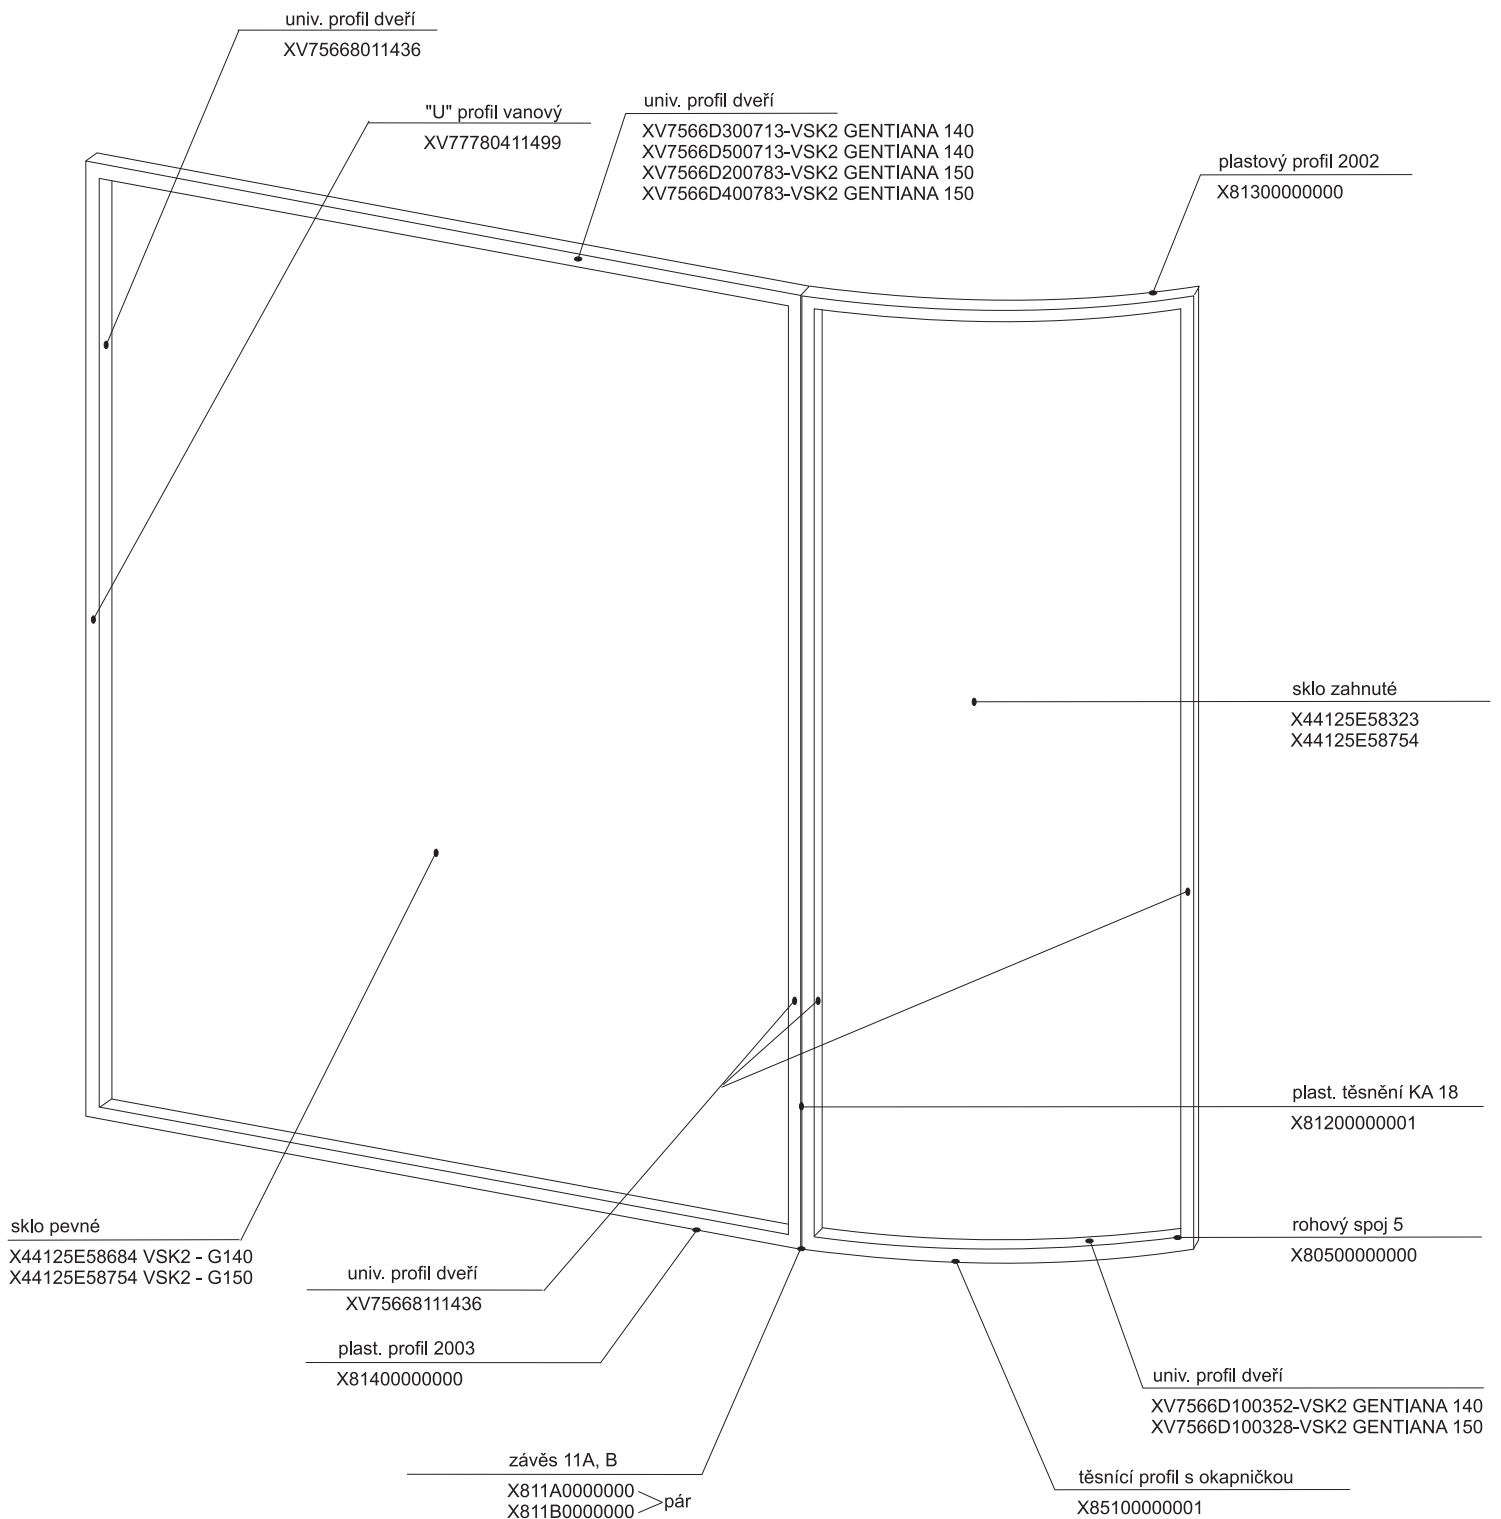 univ. profil dveří
XV75668011436
"U" profil vanový
XV77780411499
univ. profil dveří
XV7566D300713-VSK2 GENTIANA 140
XV7566D500713-VSK2 GENTIANA 140
XV7566D200783-VSK2 GENTIANA 150
XV7566D400783-VSK2 GENTIANA 150
plastový profil 2002
X81300000000
sklo zahnuté
X44125E58323
X44125E58754
plast. těsnění KA 18
X81200000001
sklo pevné
X44125E58684 VSK2 - G140
X44125E58754 VSK2 - G150
rohový spoj 5
X80500000000
univ. profil dveří
XV75668111436
plast. profil 2003
X81400000000
univ. profil dveří
XV7566D100352-VSK2 GENTIANA 140
XV7566D100328-VSK2 GENTIANA 150
závěs 11A, B
X811A0000000
X811B0000000
pár
těsnící profil s okapničkou
X85100000001